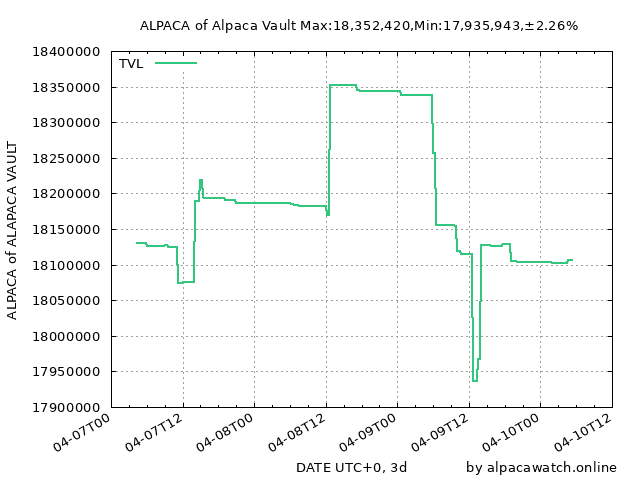 ALPACA of Alpaca Vault Max:18,352,420,Min:17,935,943,±2.26%
TVL
ALPACA of ALAPACA VAULT
18400000
18350000
18300000
18250000
18200000
18150000
18100000
18050000
18000000
17950000
17900000
04-07T00
04-07T12
04-08T00
04-08T12
04-09T00
04-09T12
04-10T00
04-10T12
DATE UTC+0, 3d
by alpacawatch.online